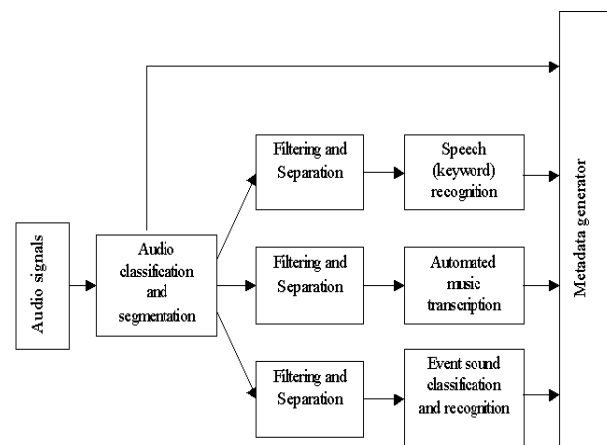 Audio signals
Audio
classification
and
segmentation
Filtering and
Separation
Speech
(keyword)
recognition
Filtering and
Separation
Automated
music
transcription
Filtering and
Separation
Event sound
classification
and recognition
Metadata generator